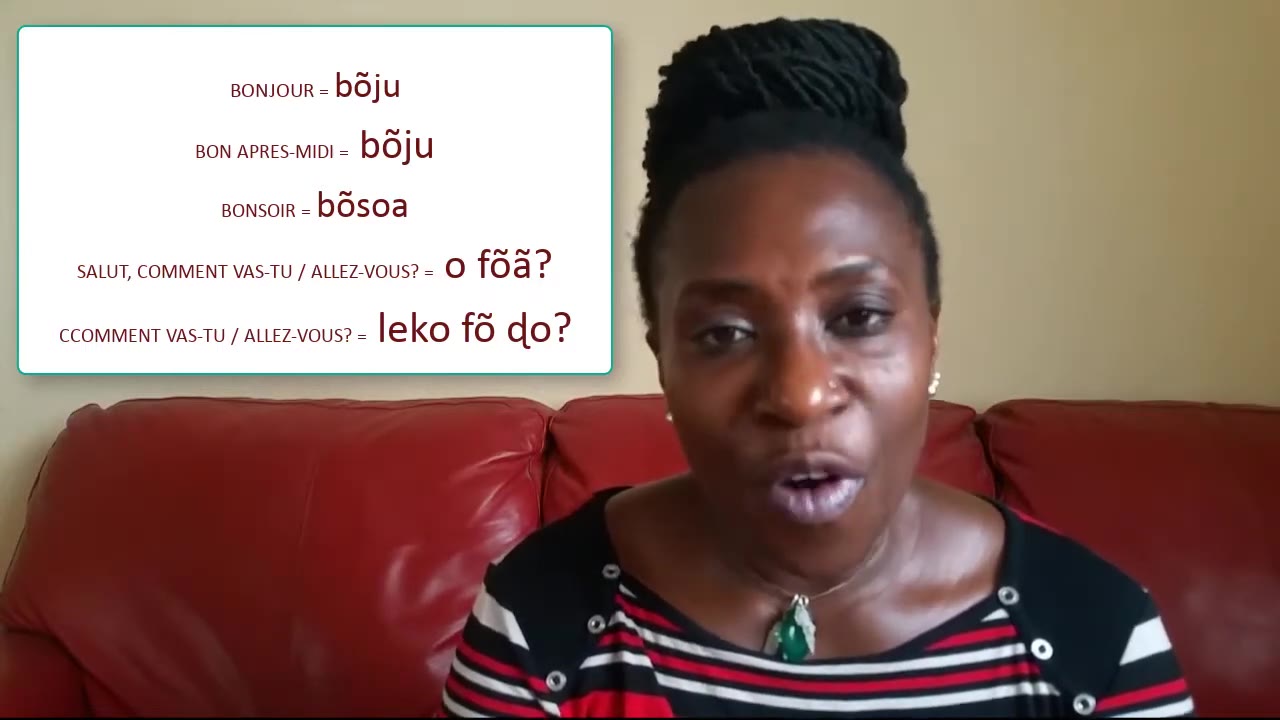 BONJOUR = bõju
BON APRES-MIDI = bõju
BONSOIR = bõsoa
SALUT, COMMENT VAS-TU / ALLEZ-VOUS? = o fõã?
CCOMMENT VAS-TU / ALLEZ-VOUS? = leko fõ ɖo?